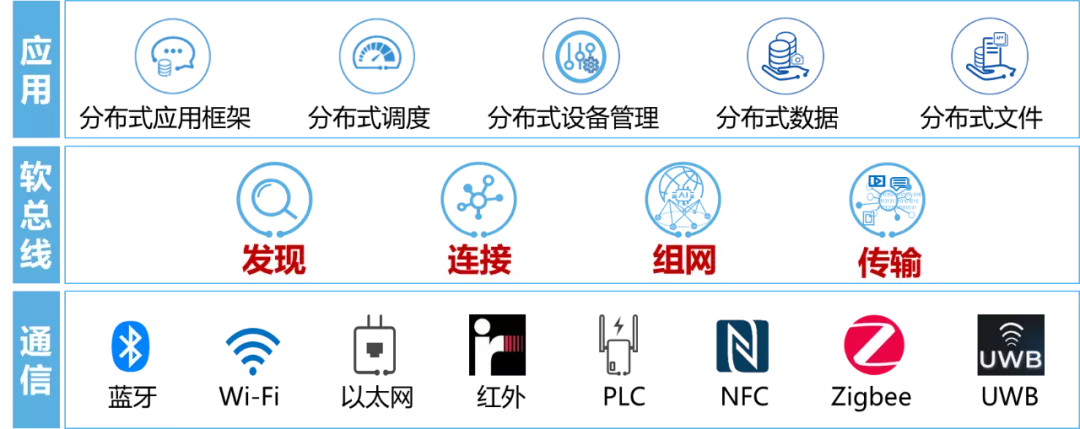 应用
分布式应用框架 分布式调度 分布式设备管理 分布式数据 分布式文件
软总线
AI
发现 连接 组网 传输
通信
ir
UWB
蓝牙 Wi-Fi 以太网 红外 PLC NFC Zigbee UWB